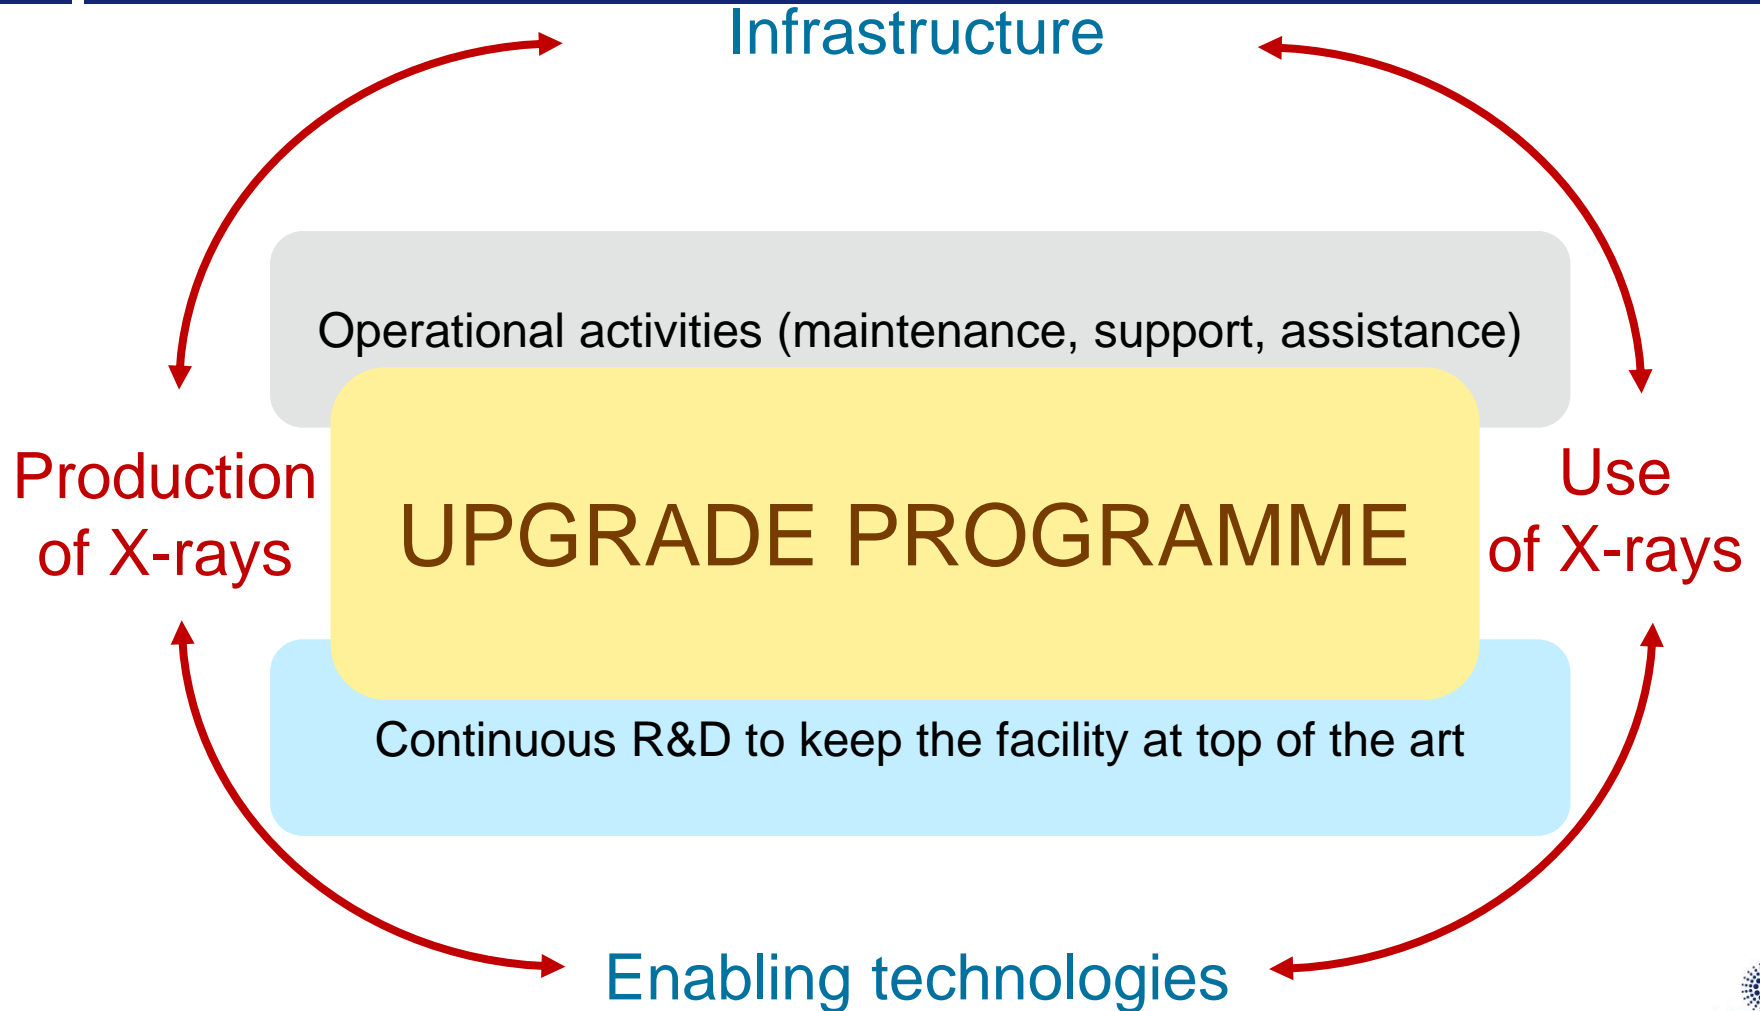 Infrastructure
Operational activities (maintenance, support, assistance)
Production
of X-rays
UPGRADE PROGRAMME
Use
of X-rays
Continuous R&D to keep the facility at top of the art
Enabling technologies